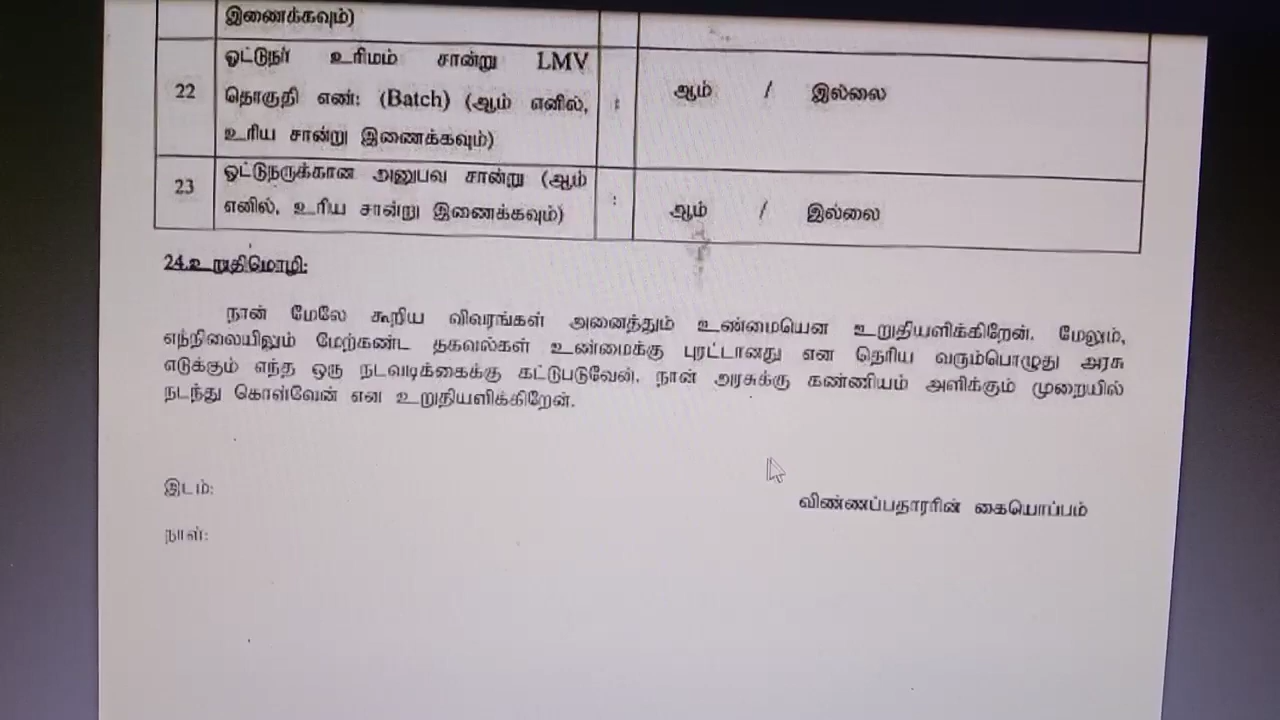 இணைக்கவும்)
22 ஓட்டுநர் உரிமம் சான்று LMV
தொகுதி எண்: (Batch) (ஆம் எனில்,
உரிய சான்று இணைக்கவும்)
: ஆம் / இல்லை
23 ஓட்டுநருக்கான அனுபவ சான்று (ஆம்
எனில், உரிய சான்று இணைக்கவும்)
: ஆம் / இல்லை
24.உறுதிமொழி:
நான் மேலே கூறிய விவரங்கள் அனைத்தும் உண்மையென உறுதியளிக்கிறேன். மேலும்,
எந்நிலையிலும் மேற்கண்ட தகவல்கள் உண்மைக்கு புரட்டானது என தெரிய வரும்பொழுது அரசு
எடுக்கும் எந்த ஒரு நடவடிக்கைக்கு கட்டுபடுவேன். நான் அரசுக்கு கண்ணியம் அளிக்கும் முறையில்
நடந்து கொள்வேன் என உறுதியளிக்கிறேன்.
இடம்:
விண்ணப்பதாரரின் கையொப்பம்
நாள்: